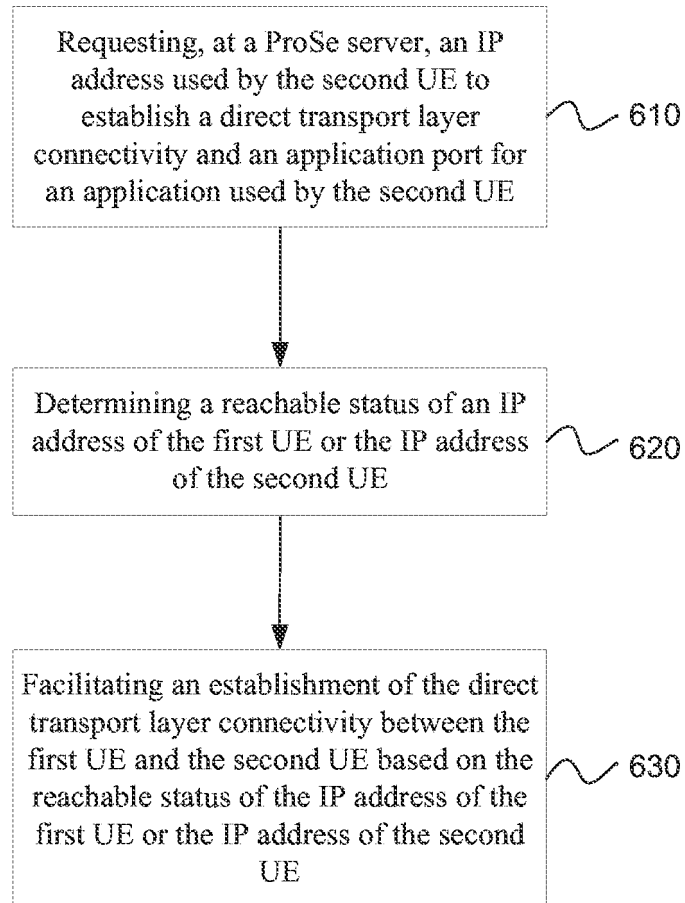 Requesting, at a ProSe server, an IP
address used by the second UE to
establish a direct transport layer
connectivity and an application port for
an application used by the second UE
610
Determining a reachable status of an IP
address of the first UE or the IP address
of the second UE
620
Facilitating an establishment of the direct
transport layer connectivity between the
first UE and the second UE based on the
reachable status of the IP address of the
first UE or the IP address of the second
UE
630